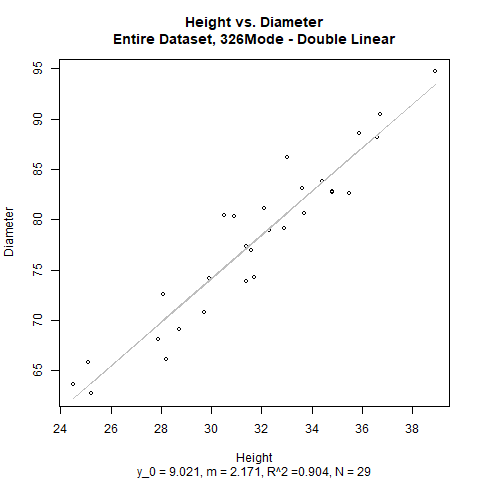 Height vs. Diameter
Entire Dataset, 326Mode - Double Linear
Diameter
95
90
85
80
75
70
65
24 26 28 30 32 34 36 38
Height
y_0 = 9.021, m = 2.171, R^2 =0.904, N = 29